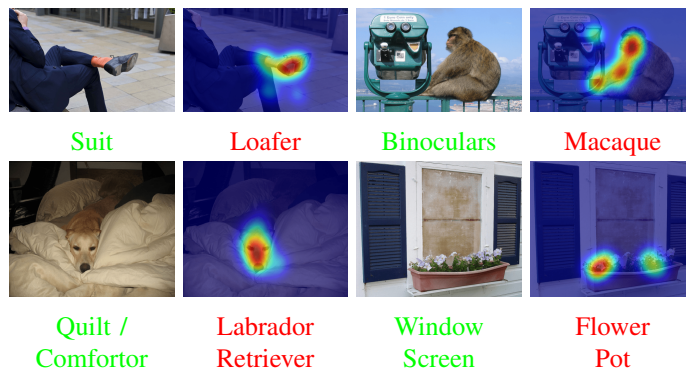 Suit
Loafer
Binoculars
Macaque
Quilt /
Comfortor
Labrador
Retriever
Window
Screen
Flower
Pot